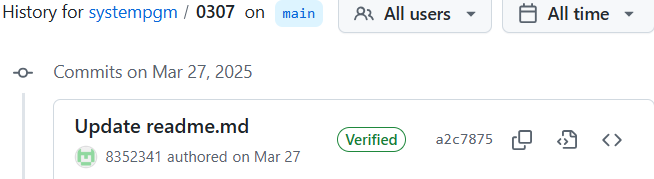 History for systempgm / 0307 on main All users All time
Commits on Mar 27, 2025
Update readme.md
Verified a2c7875
8352341 authored on Mar 27